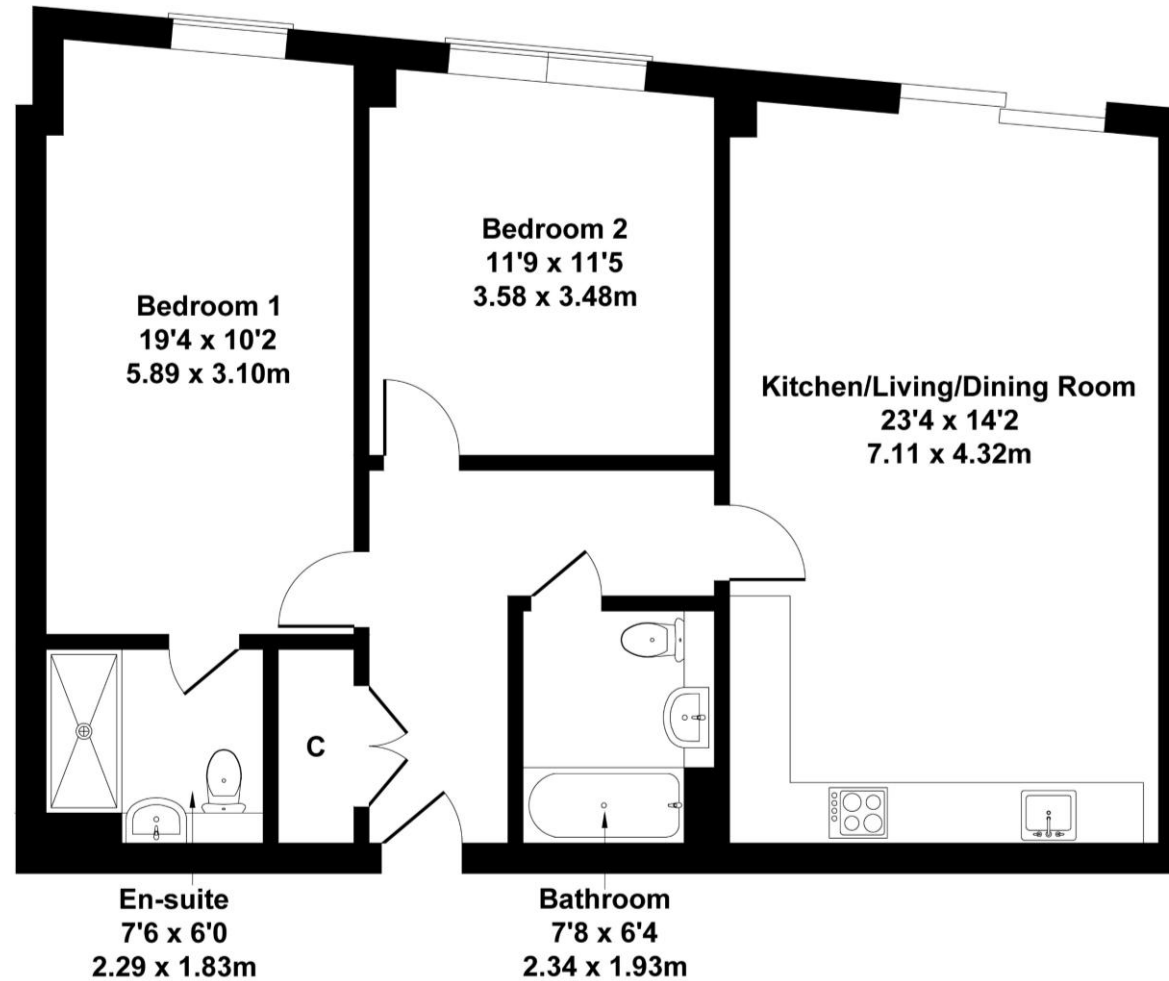 Bedroom 1
19'4 x 10'2
5.89 x 3.10m
Bedroom 2
11'9 x 11'5
3.58 x 3.48m
Kitchen/Living/Dining Room
23'4 x 14'2
7.11 x 4.32m
C
En-suite
7'6 x 6'0
2.29 x 1.83m
Bathroom
7'8 x 6'4
2.34 x 1.93m